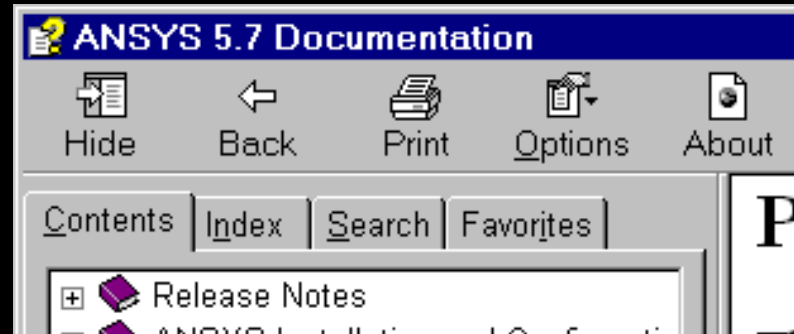 ANSYS 5.7 Documentation
Hide Back Print Options About
Contents Index Search Favorites
P
Release Notes